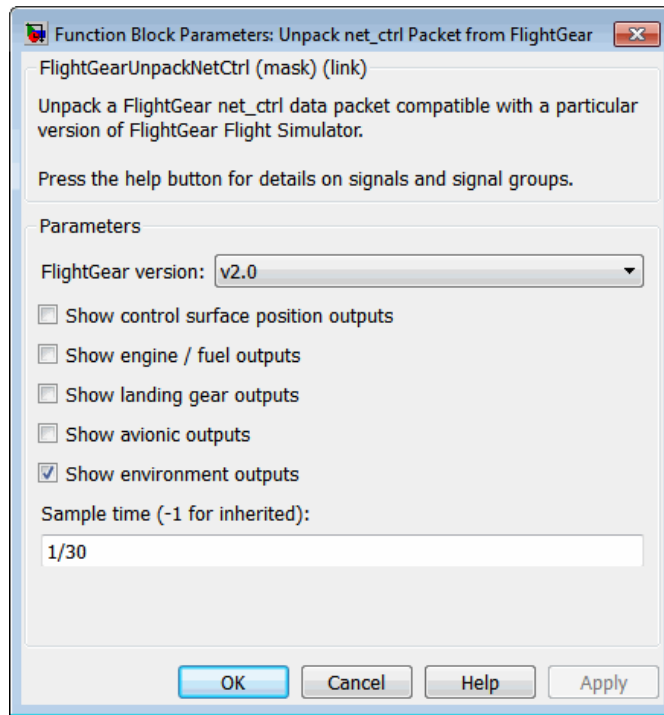 Function Block Parameters: Unpack net_ctrl Packet from FlightGear
FlightGearUnpackNetCtrl (mask) (link)
Unpack a FlightGear net_ctrl data packet compatible with a particular
version of FlightGear Flight Simulator.
Press the help button for details on signals and signal groups.
Parameters
FlightGear version: v2.0
Show control surface position outputs
Show engine / fuel outputs
Show landing gear outputs
Show avionic outputs
Show environment outputs
Sample time (-1 for inherited):
1/30
OK Cancel Help Apply